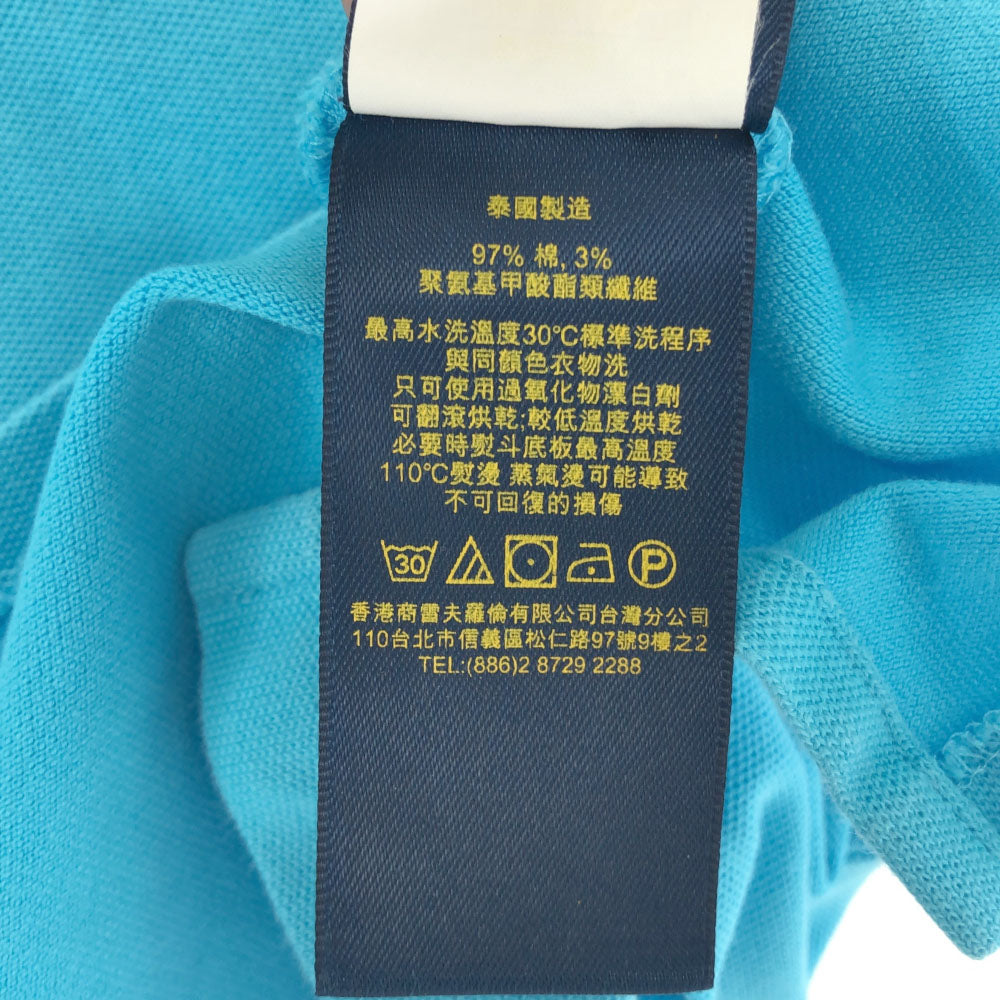 泰國製造
97% 棉, 3%
聚氨基甲酸酯類纖維
最高水洗溫度30°C標準洗程序
與同顏色衣物洗
只可使用過氧化物漂白劑
可翻滾烘乾;較低溫度烘乾
必要時熨斗底板最高溫度
110°C熨燙 蒸氣燙可能導致
不可回復的損傷
30 P
香港商雷夫羅倫有限公司台灣分公司
110台北市信義區松仁路97號9樓之2
TEL:(886)2 8729 2288